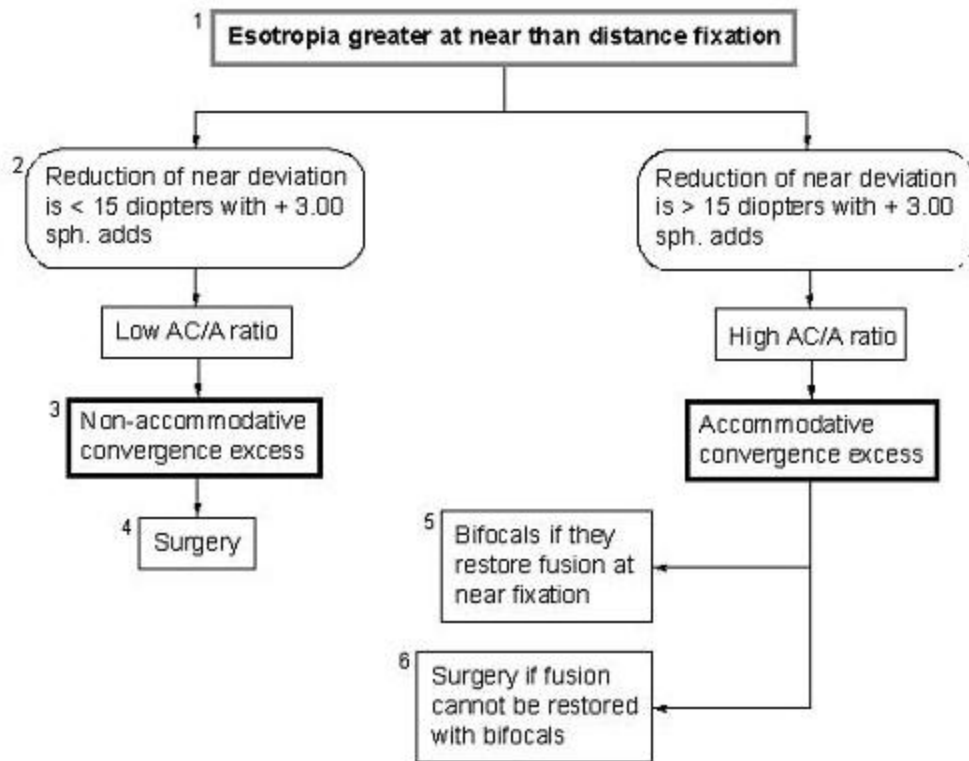 1
Esotropia greater at near than distance fixation
2
Reduction of near deviation
is < 15 diopters with + 3.00
sph. adds
Reduction of near deviation
is > 15 diopters with + 3.00
sph. adds
Low AC/A ratio
High AC/A ratio
3
Non-accommodative
convergence excess
Accommodative
convergence excess
4
Surgery
5
Bifocals if they
restore fusion at
near fixation
6
Surgery if fusion
cannot be restored
with bifocals